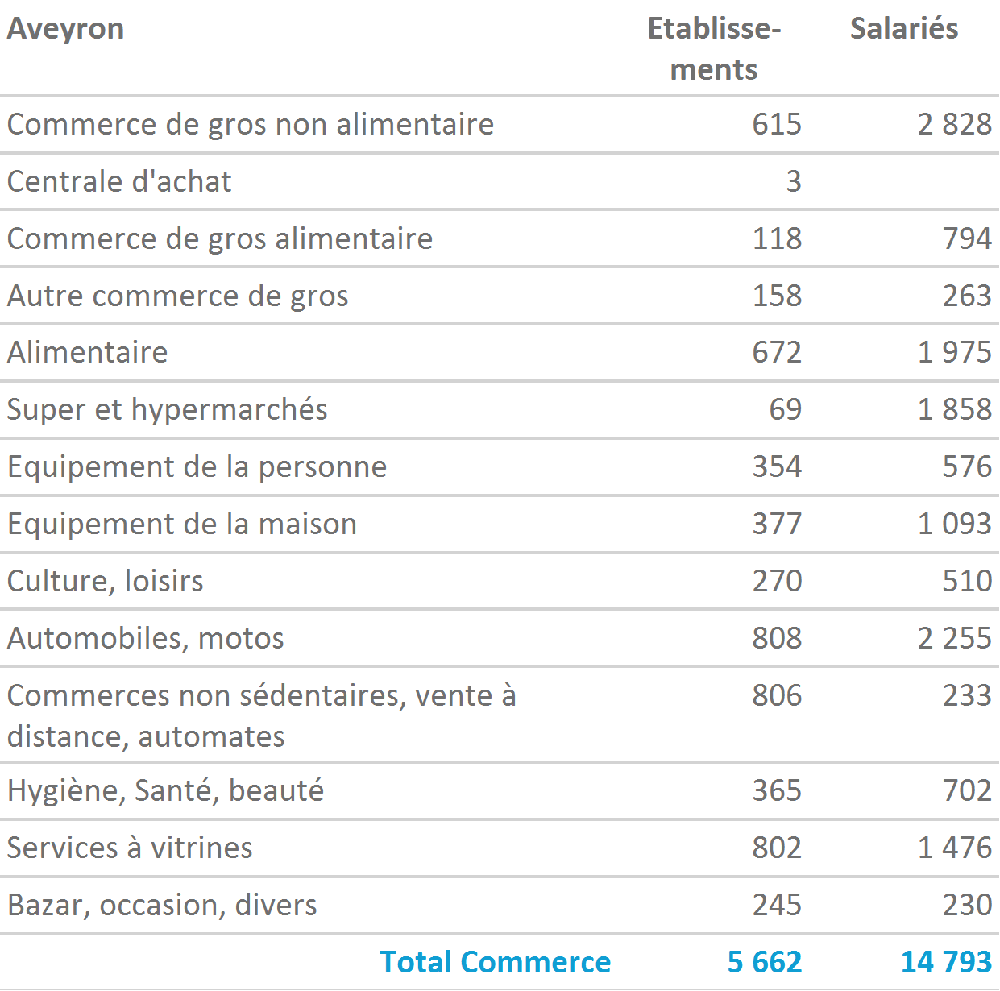 Aveyron Etablisse- Salariés
ments
Commerce de gros non alimentaire 615 2 828
Centrale d'achat 3
Commerce de gros alimentaire 118 794
Autre commerce de gros 158 263
Alimentaire 672 1 975
Super et hypermarchés 69 1 858
Equipement de la personne 354 576
Equipement de la maison 377 1 093
Culture, loisirs 270 510
Automobiles, motos 808 2 255
Commerces non sédentaires, vente à 806 233
distance, automates
Hygiène, Santé, beauté 365 702
Services à vitrines 802 1 476
Bazar, occasion, divers 245 230
Total Commerce 5 662 14 793